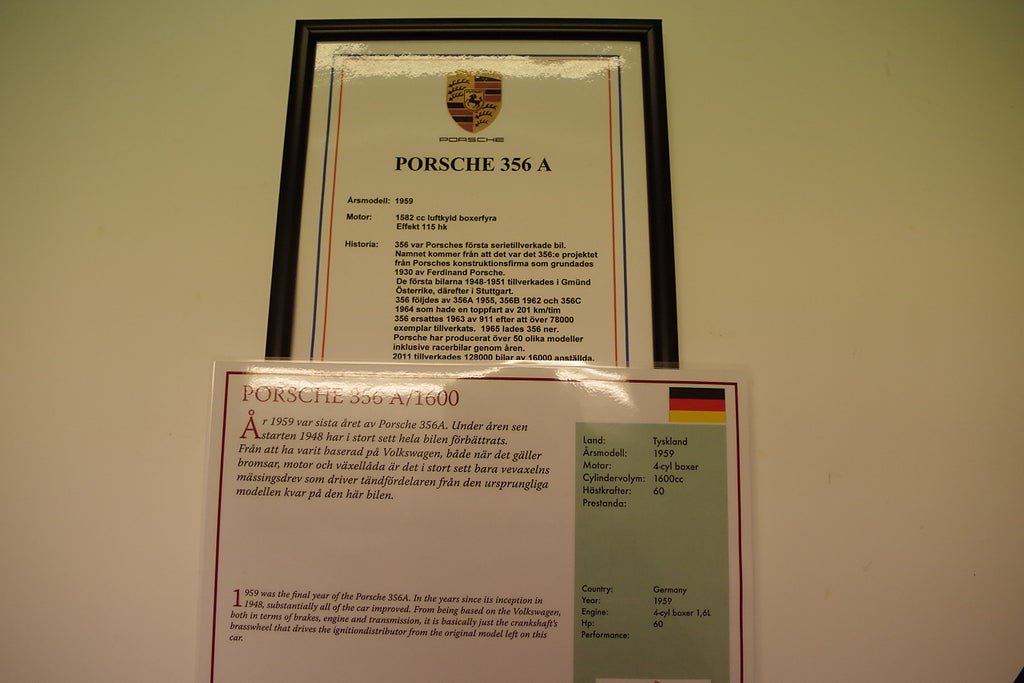 PORSCHE
PORSCHE 356 A
Årsmodell: 1959
Motor: 1582 cc luftkyld boxerfyra
Effekt 115 hk
Historia: 356 var Porsches första serietillverkade bil.
Namnet kommer från att det var det 356:e projektet
från Porsches konstruktionsfirma som grundades
1930 av Ferdinand Porsche.
De första bilarna 1948-1951 tillverkades i Gmünd
Österrike, därefter i Stuttgart.
356 följdes av 356A 1955, 356B 1962 och 356C
1964 som hade en toppfart av 201 km/tim
356 ersattes 1963 av 911 efter att över 78000
exemplar tillverkats. 1965 lades 356 ner.
Porsche har producerat över 50 olika modeller
inklusive racerbilar genom åren.
2011 tillverkades 128000 bilar av 16000 anställda.
PORSCHE 356 A/1600
År 1959 var sista året av Porsche 356A. Under åren sen
starten 1948 har i stort sett hela bilen förbättrats.
Från att ha varit baserad på Volkswagen, både när det gäller
bromsar, motor och växellåda är det i stort sett bara vevaxelns
mässingsdrev som driver tändfördelaren från den ursprungliga
modellen kvar på den här bilen.
Land: Tyskland
Årsmodell: 1959
Motor: 4-cyl boxer
Cylindervolym: 1600cc
Hästkrafter: 60
Prestanda:
1959 was the final year of the Porsche 356A. In the years since its inception in
1948, substantially all of the car improved. From being based on the Volkswagen,
both in terms of brakes, engine and transmission, it is basically just the crankshaft's
brasswheel that drives the ignitiondistributor from the original model left on this
car.
Country: Germany
Year: 1959
Engine: 4-cyl boxer 1,6L
Hp: 60
Performance: